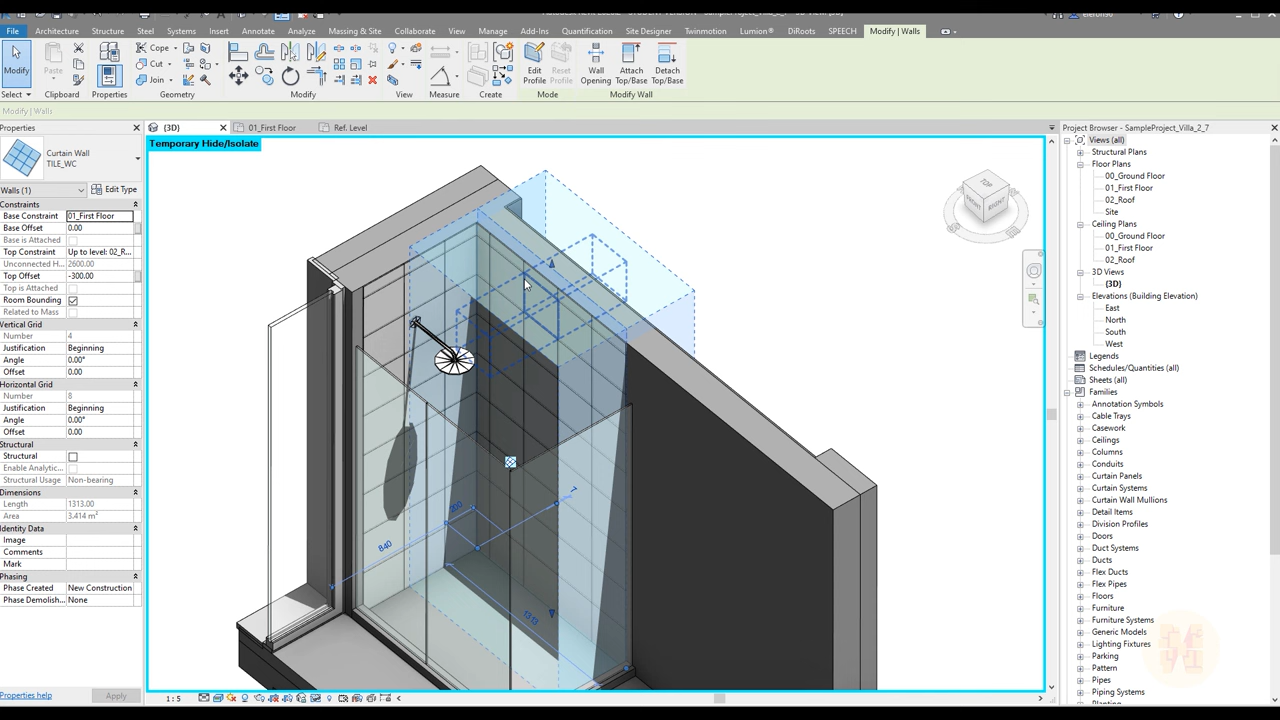 File Architecture Structure Steel Systems Insert Annotate Analyze Massing & Site Collaborate View Manage Add-Ins Quantification Site Designer Twinmotion Lumion® DiRoots SPEECH Modify | Walls
Modify Paste Cope Cut Join Edit Profile Reset Profile Wall Opening Attach Top/Base Detach Top/Base
Select Properties Clipboard Geometry Modify View Measure Create Mode Modify Wall
Modify | Walls
Properties
{3D} 01_First Floor Ref. Level
Project Browser - SampleProject_Villa_2_7
Temporary Hide/Isolate
Curtain Wall
TILE_WC
Walls (1) Edit Type
Constraints
Base Constraint 01_First Floor
Base Offset 0.00
Base is Attached
Top Constraint Up to level: 02_R...
Unconnected H... 2600.00
Top Offset -300.00
Top is Attached
Room Bounding
Related to Mass
Vertical Grid
Number 4
Justification Beginning
Angle 0.00°
Offset 0.00
Horizontal Grid
Number 8
Justification Beginning
Angle 0.00°
Offset 0.00
Structural
Structural
Enable Analytic...
Structural Usage Non-bearing
Dimensions
Length 1313.00
Area 3.414 m²
Identity Data
Image
Comments
Mark
Phasing
Phase Created New Construction
Phase Demolish... None
Properties help Apply
TOP
FRONT RIGHT
200
840
1313
1 : 5
Views (all)
Structural Plans
Floor Plans
00_Ground Floor
01_First Floor
02_Roof
Site
Ceiling Plans
00_Ground Floor
01_First Floor
02_Roof
3D Views
{3D}
Elevations (Building Elevation)
East
North
South
West
Legends
Schedules/Quantities (all)
Sheets (all)
Families
Annotation Symbols
Cable Trays
Casework
Ceilings
Columns
Conduits
Curtain Panels
Curtain Systems
Curtain Wall Mullions
Detail Items
Division Profiles
Doors
Duct Systems
Ducts
Flex Ducts
Flex Pipes
Floors
Furniture
Furniture Systems
Generic Models
Lighting Fixtures
Parking
Pattern
Pipes
Piping Systems